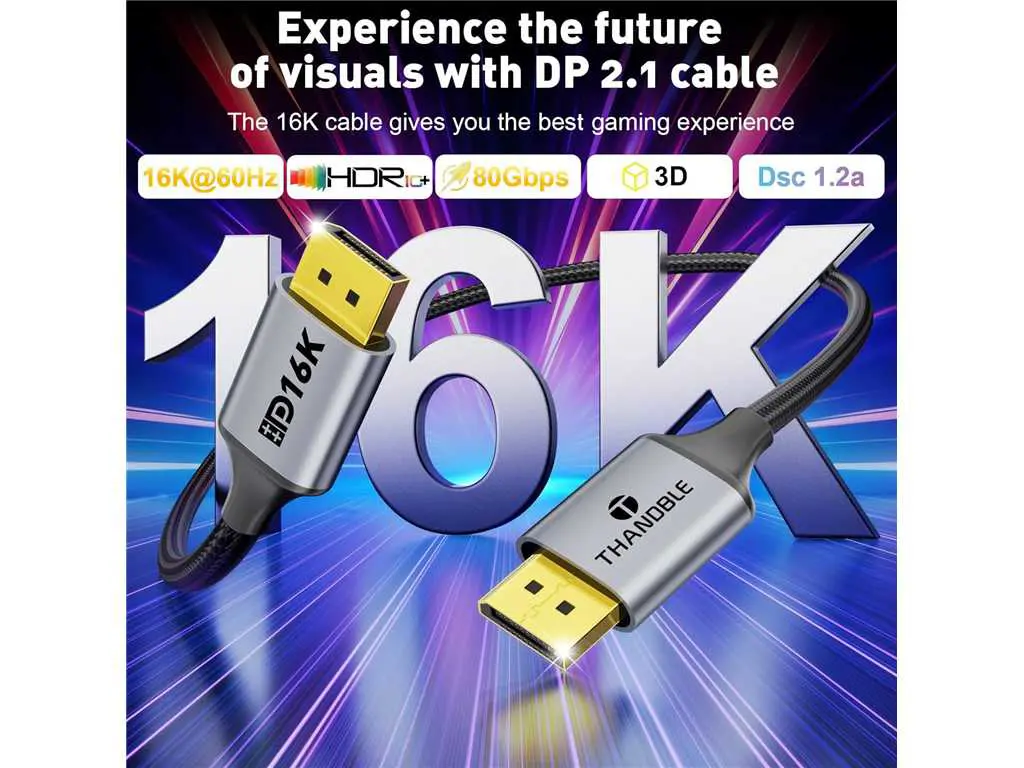 Experience the future
of visuals with DP 2.1 cable
The 16K cable gives you the best gaming experience
16K@60Hz
HDR10+
80Gbps
3D
Dsc 1.2a
16K
DP16K
THANDBLE